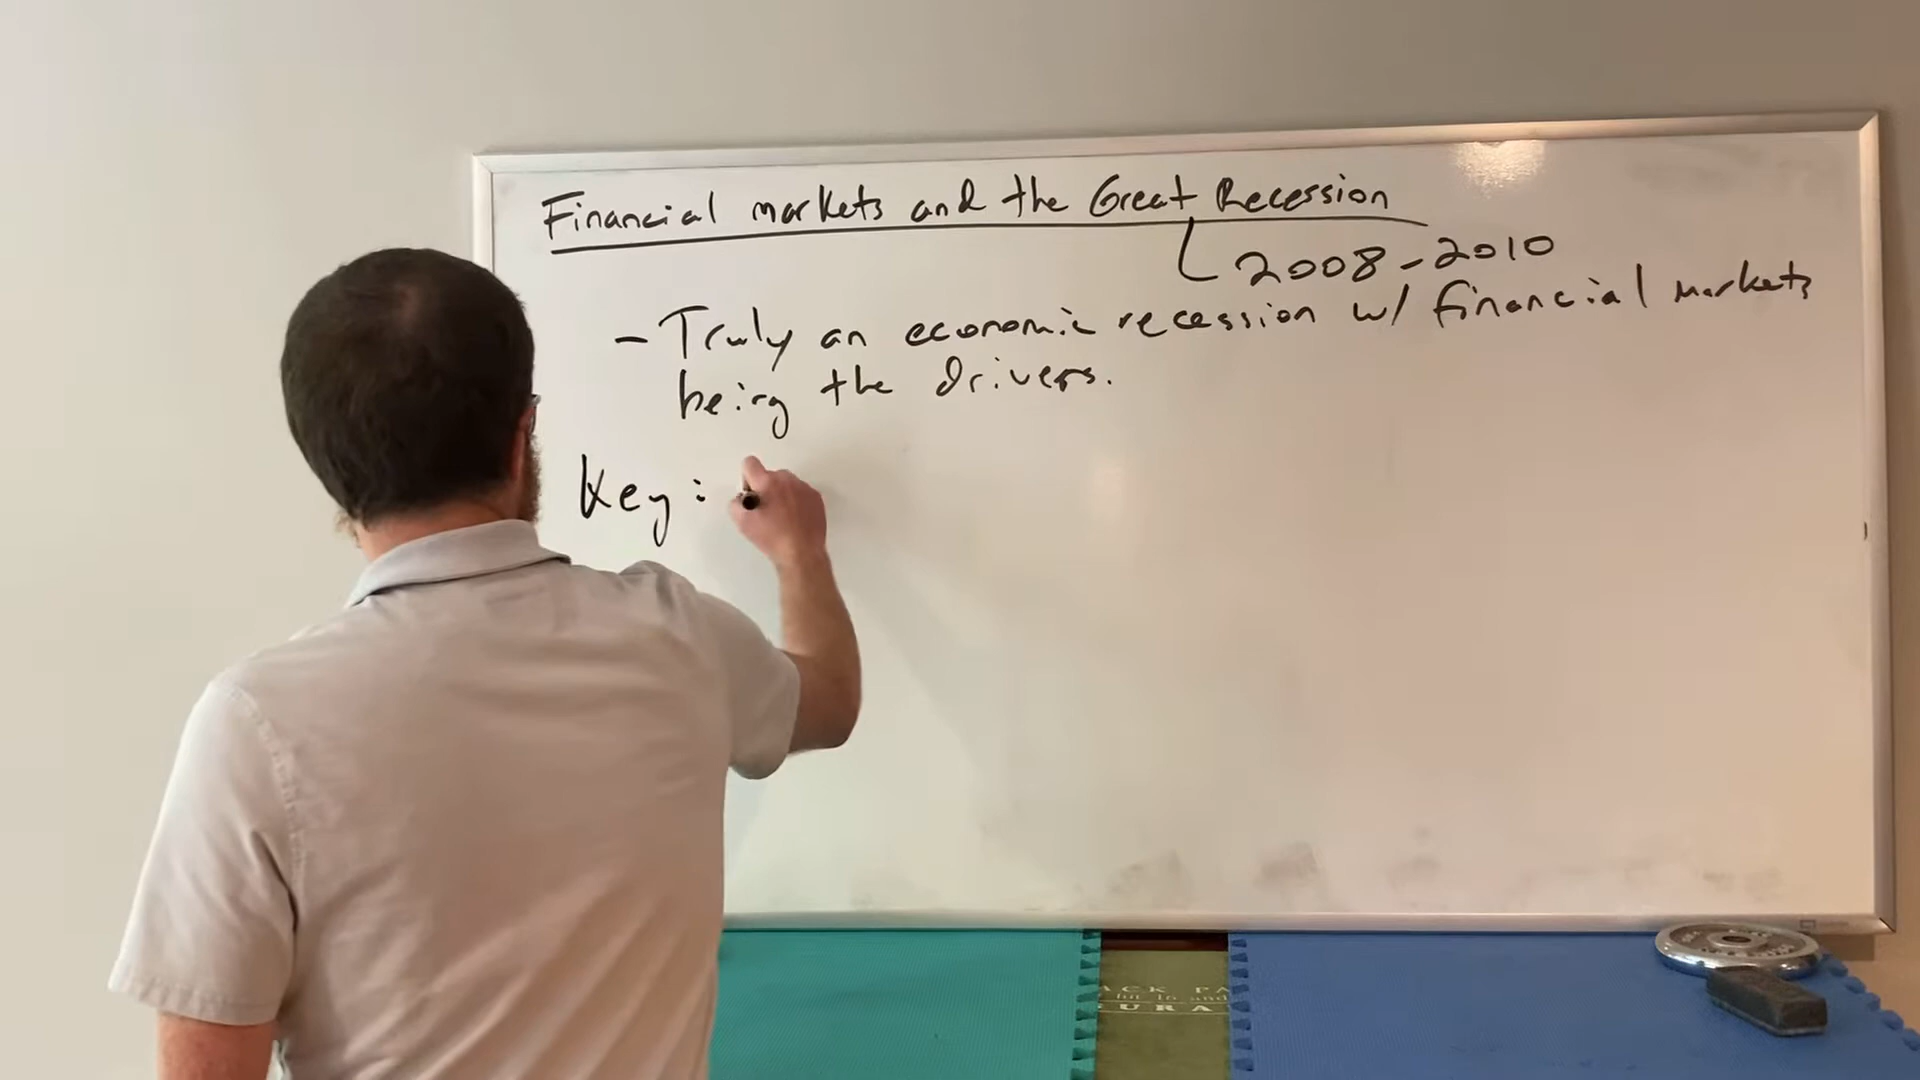 Financial markets and the Great Recession
2008-2010
- Truly an economic recession w/ financial markets
being the drivers.
Key: